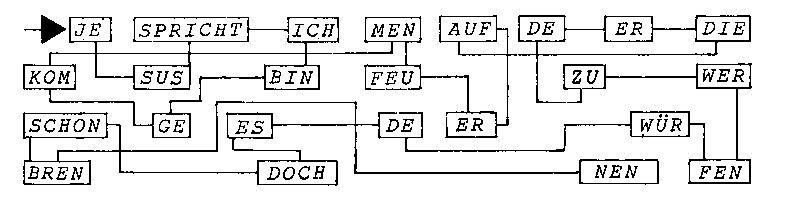 JE SPRICHT ICH MEN AUF DE ER DIE
KOM SUS BIN FEU ZU WER
SCHON GE ES DE ER WÜR
BREN DOCH NEN FEN